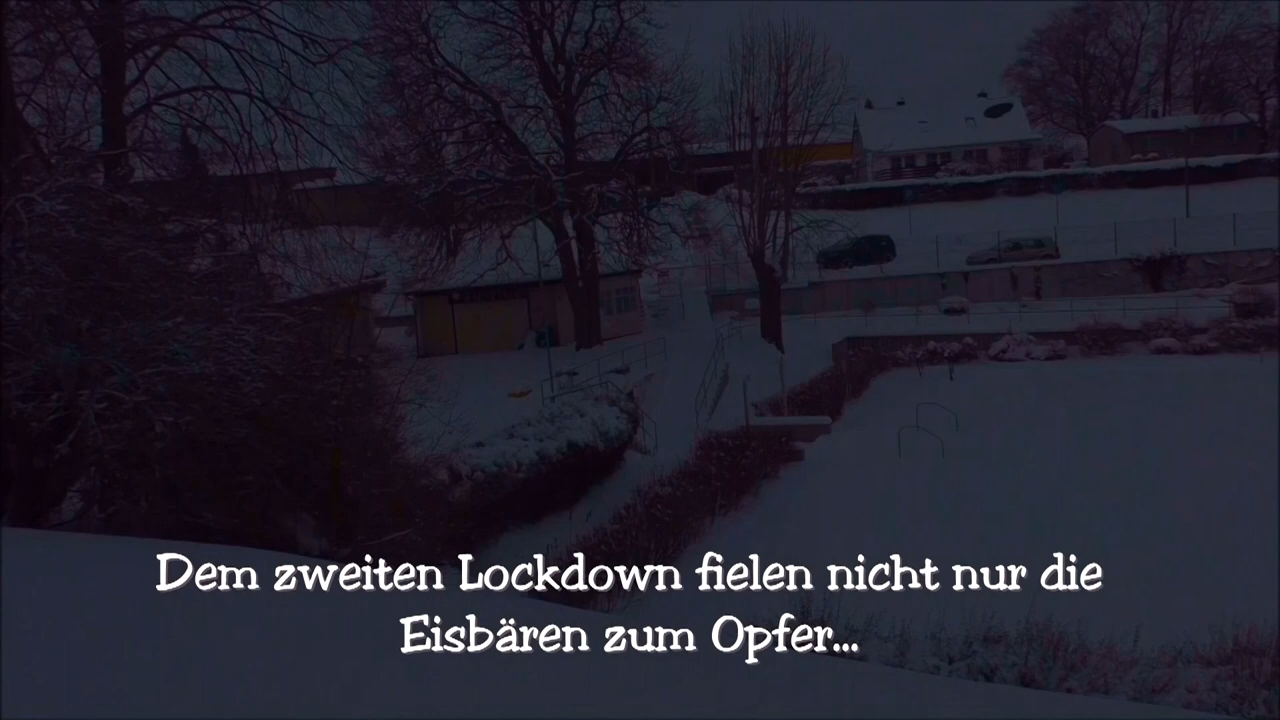 Dem zweiten Lockdown fielen nicht nur die
Eisbären zum Opfer...